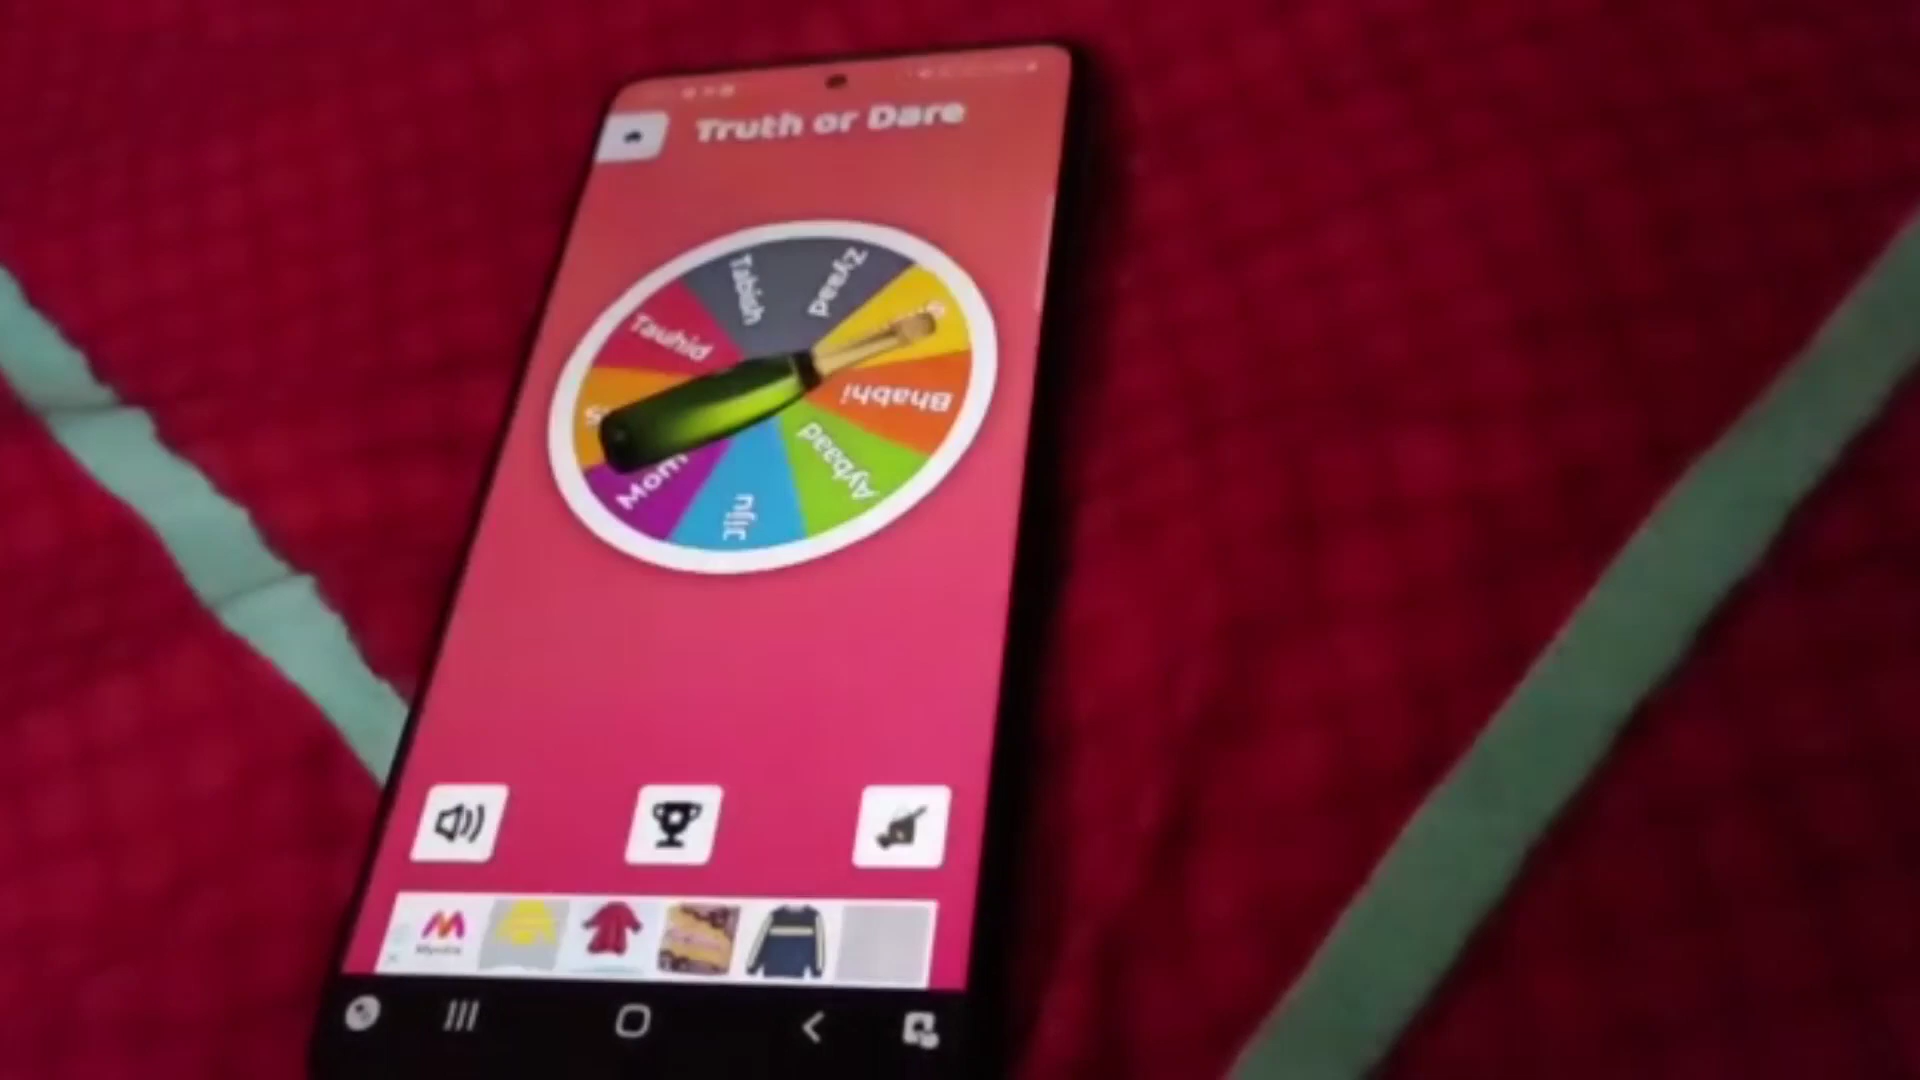 Truth or Dare
Tabish
Zyaad
Tauhid
Bhabhi
Aybaad
Mom
Jiju
Myntra